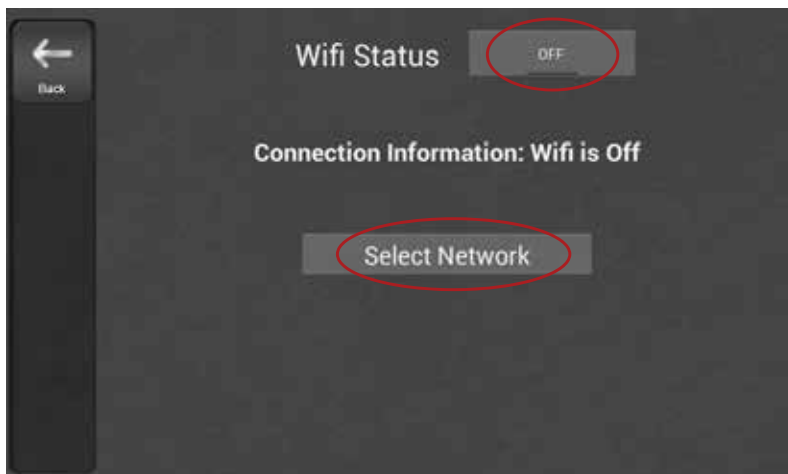 Wifi Status OFF
Back
Connection Information: Wifi is Off
Select Network